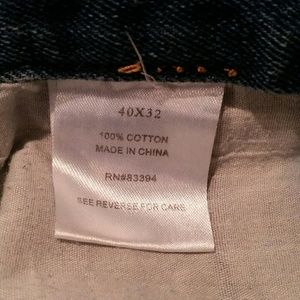 40X32
100% COTTON
MADE IN CHINA
RN#83394
SEE REVERSE FOR CARE